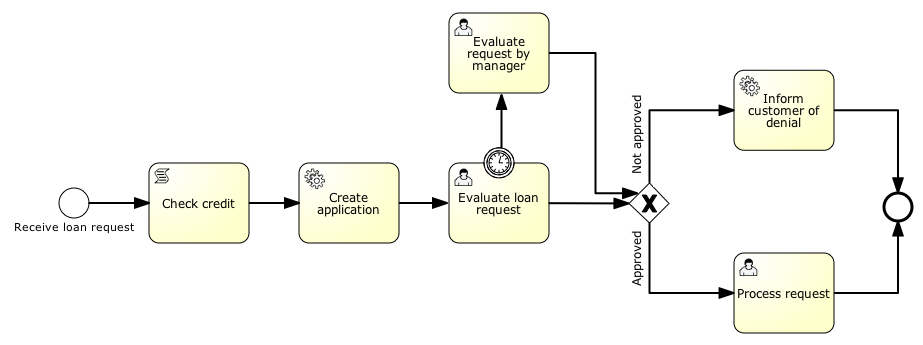 Evaluate
request by
manager
Not approved
Inform
customer of
denial
Receive loan request
Check credit
Create
application
Evaluate loan
request
Approved
Process request